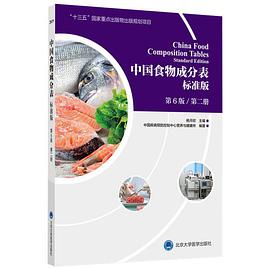 "十三五"国家重点出版物出版规划项目
China Food
Composition Tables
Standard Edition
中国食物成分表
标准版
第6版/第二册
杨月欣 主编
中国疾病预防控制中心营养与健康所 编著
北京大学医学出版社